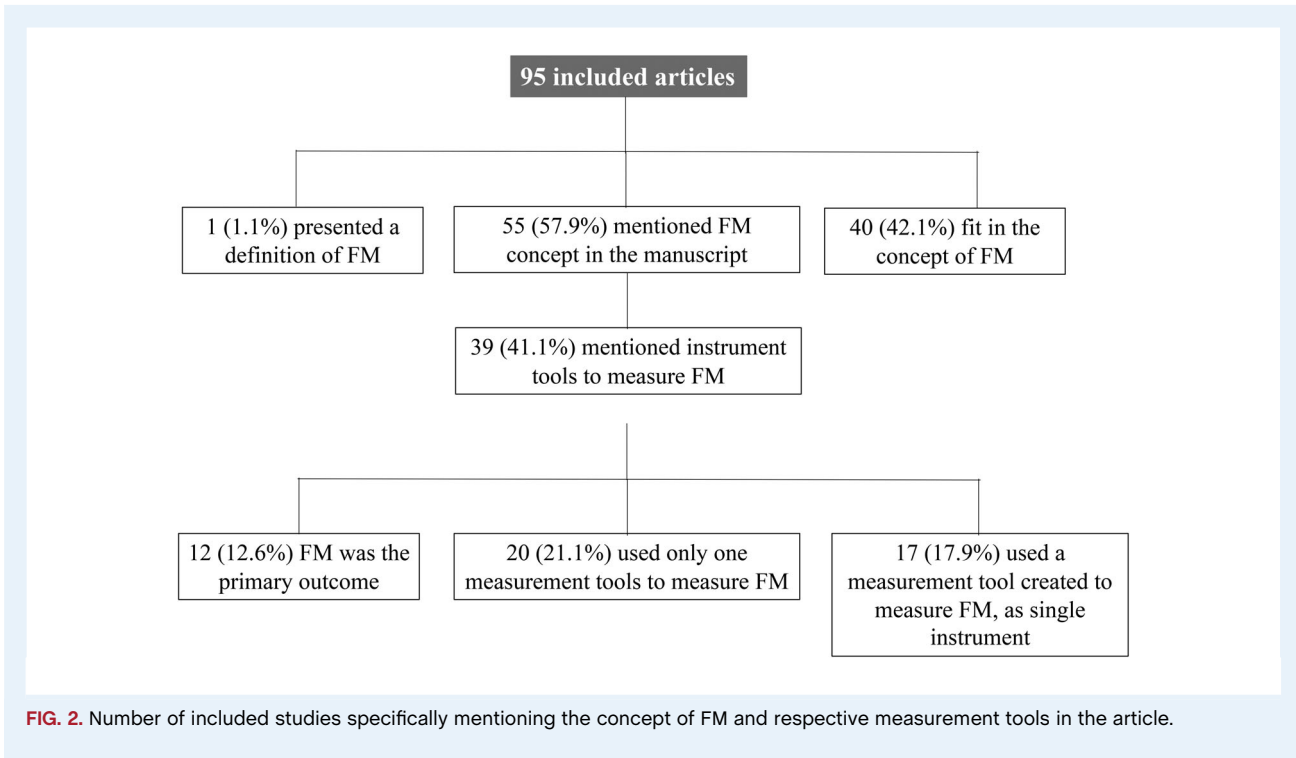 95 included articles
1 (1.1%) presented a
definition of FM
55 (57.9%) mentioned FM
concept in the manuscript
40 (42.1%) fit in the
concept of FM
39 (41.1%) mentioned instrument
tools to measure FM
12 (12.6%) FM was the
primary outcome
20 (21.1%) used only one
measurement tools to measure FM
17 (17.9%) used a
measurement tool created to
measure FM, as single
instrument
FIG. 2. Number of included studies specifically mentioning the concept of FM and respective measurement tools in the article.